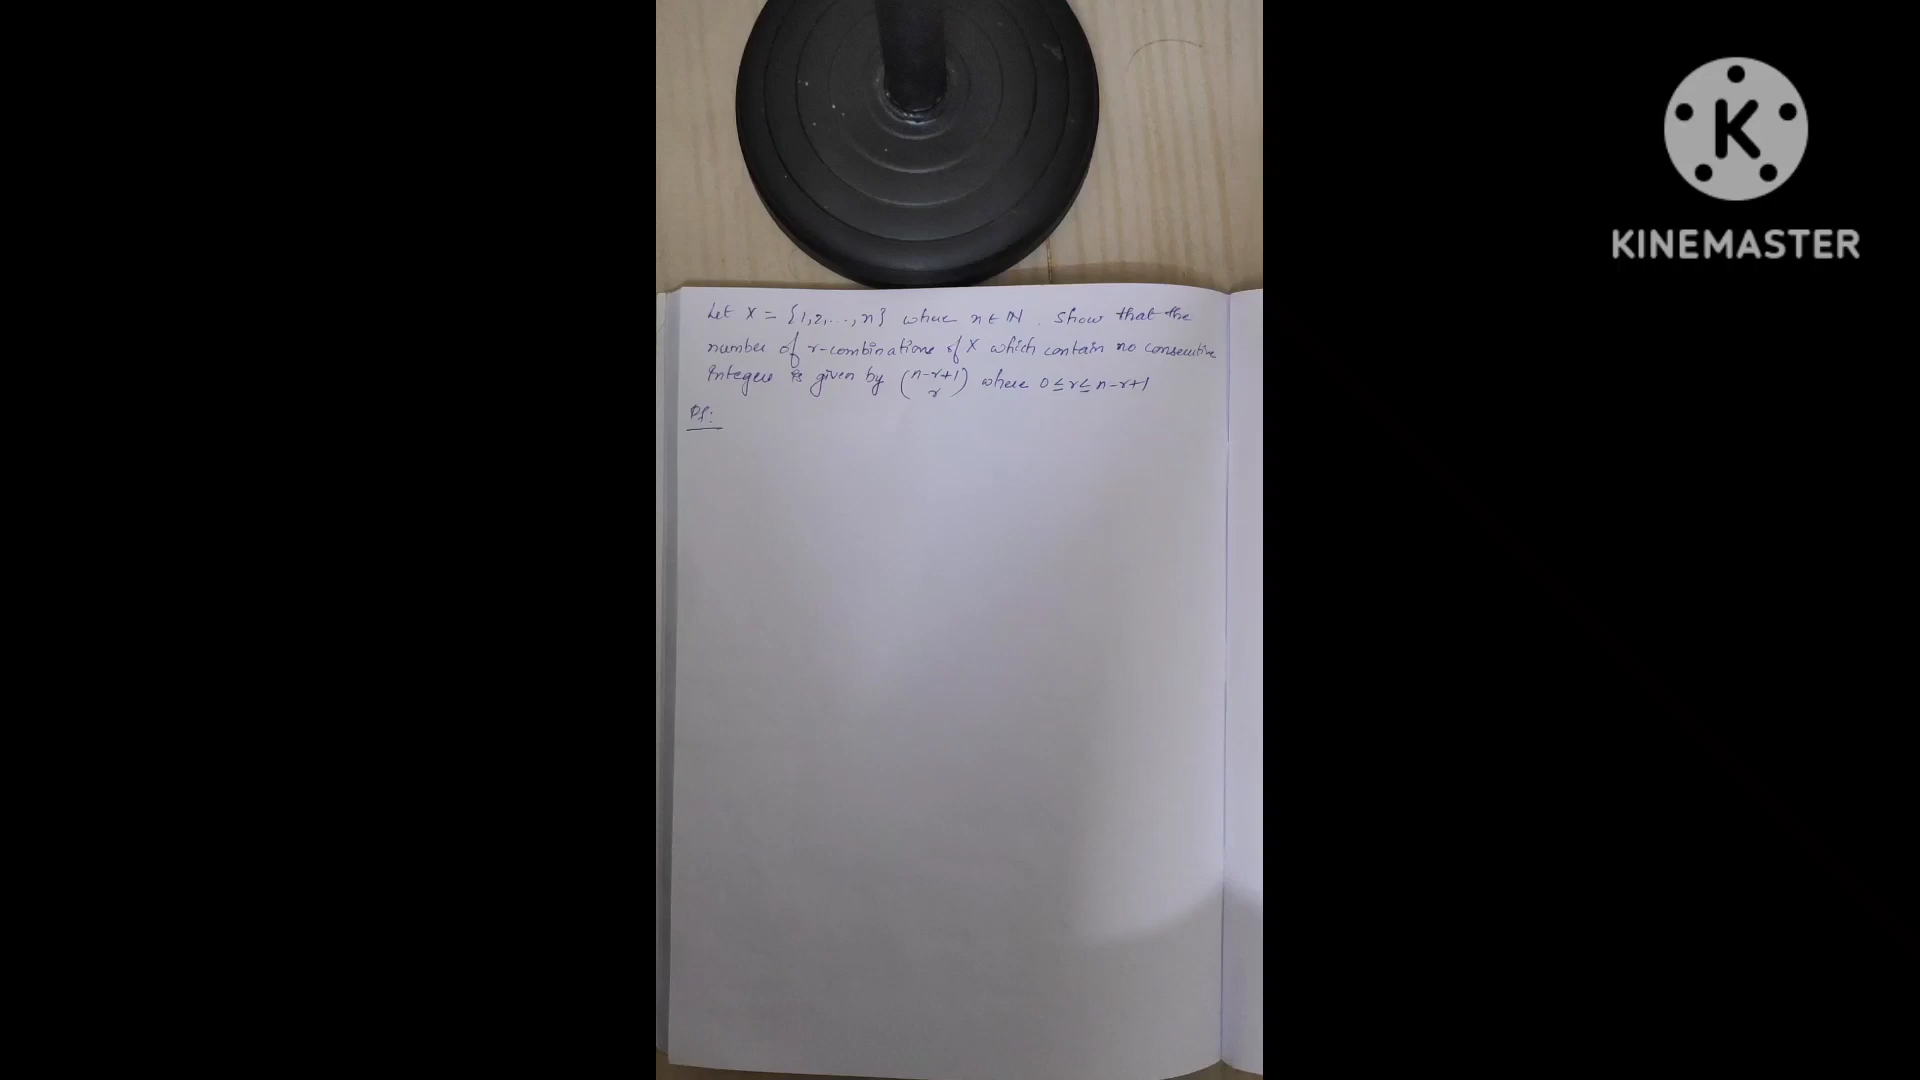 Let X = {1,2,...,n} where n ∈ ℕ. Show that the
number of r-combinations of X which contain no consecutive
integers is given by (n-r+1 r) where 0 ≤ r ≤ n-r+1
Pf:
K
KINEMASTER